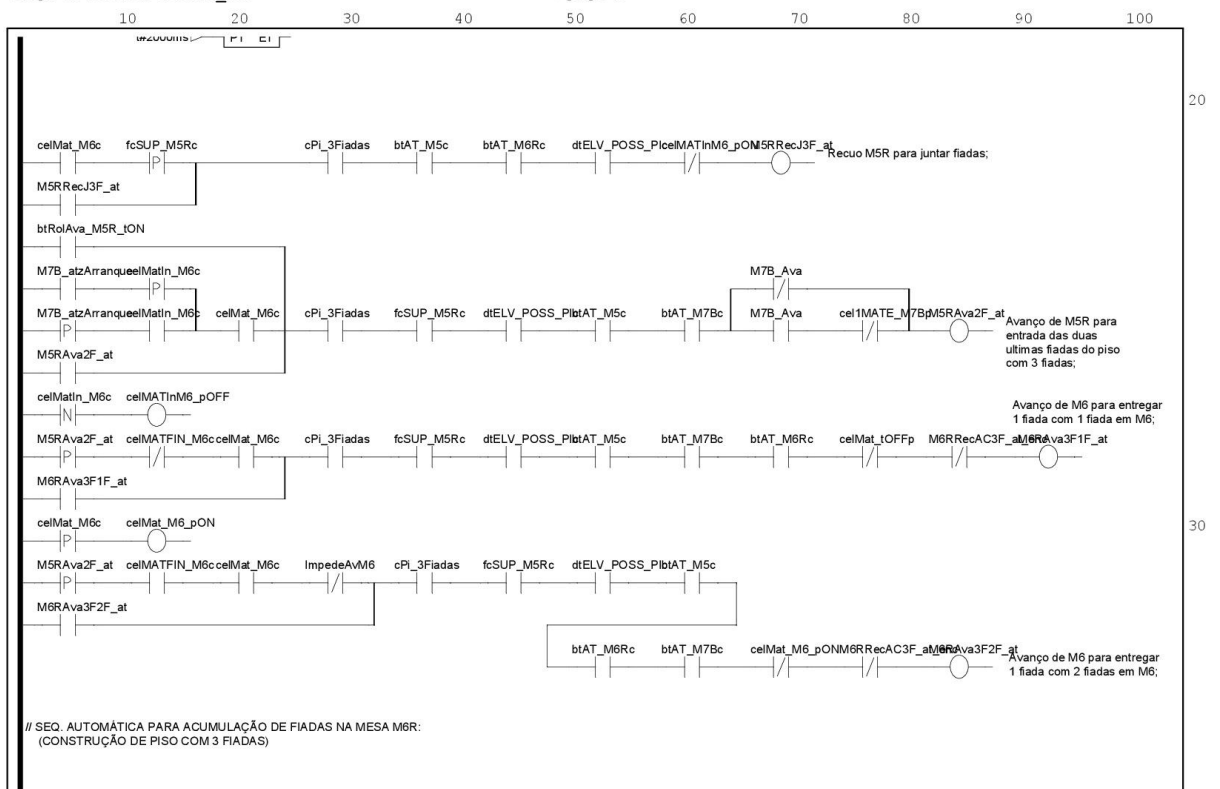 10 20 30 40 50 60 70 80 90 100
t#2000ms PT ET
20
celMat_M6c fcSUP_M5Rc cPi_3Fiadas btAT_M5c btAT_M6Rc dtELV_POSS_PI celMATInM6_pON M5RRecJ3F_at
P
Recuo M5R para juntar fiadas;
M5RRecJ3F_at
btRolAva_M5R_tON
M7B_atzArranque celMatIn_M6c M7B_Ava
P
M7B_atzArranque celMatIn_M6c celMat_M6c cPi_3Fiadas fcSUP_M5Rc dtELV_POSS_PI btAT_M5c btAT_M7Bc M7B_Ava cel1MATE_M7Bp M5RAva2F_at
P
Avanço de M5R para
entrada das duas
ultimas fiadas do piso
com 3 fiadas;
M5RAva2F_at
celMatIn_M6c celMATInM6_pOFF
N
Avanço de M6 para entregar
1 fiada com 1 fiada em M6;
M5RAva2F_at celMATFIN_M6c celMat_M6c cPi_3Fiadas fcSUP_M5Rc dtELV_POSS_PI btAT_M5c btAT_M7Bc btAT_M6Rc celMat_tOFFp M6RRecAC3F_at M6RAva3F1F_at
P
M6RAva3F1F_at
celMat_M6c celMat_M6_pON
P
30
M5RAva2F_at celMATFIN_M6c celMat_M6c ImpedeAvM6 cPi_3Fiadas fcSUP_M5Rc dtELV_POSS_PI btAT_M5c
P
M6RAva3F2F_at
btAT_M6Rc btAT_M7Bc celMat_M6_pON M6RRecAC3F_at M6RAva3F2F_at
Avanço de M6 para entregar
1 fiada com 2 fiadas em M6;
// SEQ. AUTOMÁTICA PARA ACUMULAÇÃO DE FIADAS NA MESA M6R:
(CONSTRUÇÃO DE PISO COM 3 FIADAS)